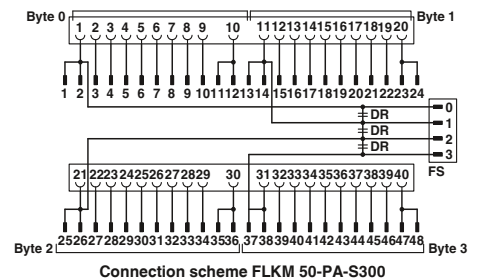 Byte 0 Byte 1
1 2 3 4 5 6 7 8 9 10 11 12 13 14 15 16 17 18 19 20
1 2 3 4 5 6 7 8 9 10 11 12 13 14 15 16 17 18 19 20 21 22 23 24
0
DR
1
DR
2
DR
3
FS
21 22 23 24 25 26 27 28 29 30 31 32 33 34 35 36 37 38 39 40
25 26 27 28 29 30 31 32 33 34 35 36 37 38 39 40 41 42 43 44 45 46 47 48
Byte 2 Byte 3
Connection scheme FLKM 50-PA-S300